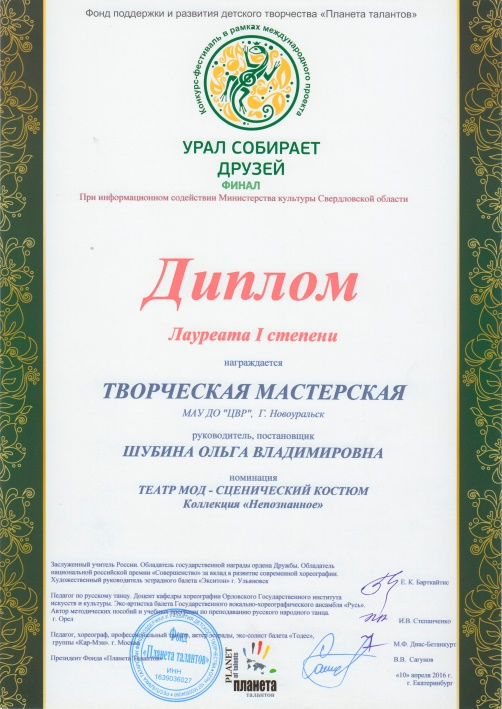 Фонд поддержки и развития детского творчества «Планета талантов»
Конкурс-фестиваль в рамках международного проекта
УРАЛ СОБИРАЕТ
ДРУЗЕЙ
ФИНАЛ
При информационном содействии Министерства культуры Свердловской области
Диплом
Лауреата I степени
награждается
ТВОРЧЕСКАЯ МАСТЕРСКАЯ
МАУ ДО "ЦВР", Г. Новоуральск
руководитель, постановщик
ШУБИНА ОЛЬГА ВЛАДИМИРОВНА
номинация
ТЕАТР МОД - СЦЕНИЧЕСКИЙ КОСТЮМ
Коллекция «Непознанное»
Заслуженный учитель России. Обладатель государственной награды ордена Дружбы. Обладатель
национальной российской премии «Совершенство» за вклад в развитие современной хореографии.
Художественный руководитель эстрадного балета «Экситон» г. Ульяновск
Е. К. Барткайтис
Педагог по русскому танцу. Доцент кафедры хореографии Орловского Государственного института
искусств и культуры. Экс-артистка балета Государственного вокально-хореографического ансамбля «Русь».
Автор методических пособий и учебных программ по преподаванию русского народного танца.
г. Орел
И.В. Степанченко
Педагог, хореограф, профессиональный танцор, актер эстрады, экс-солист балета «Тодес»,
группы «Кар-Мэн». г. Москва
М.Ф. Диас-Бетанкурт
Президент Фонда «Планета Талантов»
В.В. Сагунов
Фонд
"Планета талантов"
ИНН
1639036027
PLANET
of talents
планета
талантов
«10» апреля 2016 г.
г. Екатеринбург